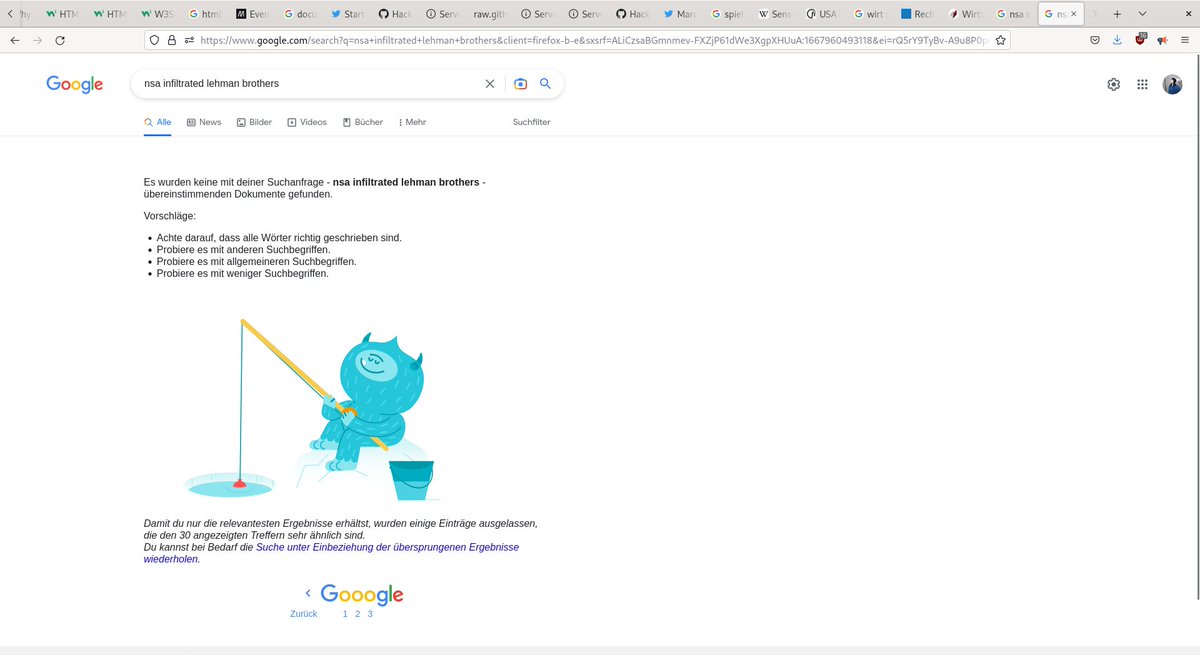 'hy
HTM
HTM
W3S
html
Even
docu
Start
Hack
Serve
raw.gith
Serve
Serve
Hack
Marc
spiel
Sens
USA
wirt
Rech
Wirt
nsa s
nsa
https://www.google.com/search?q=nsa+infiltrated+lehman+brothers&client=firefox-b-e&sxsrf=ALiCzsaBGmnmev-FXZjP61dWe3XgpXHUuA:1667960493118&ei=rQ5rY9TyBv-A9u8P0p
Google
nsa infiltrated lehman brothers
Alle
News
Bilder
Videos
Bücher
Mehr
Suchfilter
Es wurden keine mit deiner Suchanfrage - nsa infiltrated lehman brothers -
übereinstimmenden Dokumente gefunden.
Vorschläge:
Achte darauf, dass alle Wörter richtig geschrieben sind.
Probiere es mit anderen Suchbegriffen.
Probiere es mit allgemeineren Suchbegriffen.
Probiere es mit weniger Suchbegriffen.
Damit du nur die relevantesten Ergebnisse erhältst, wurden einige Einträge ausgelassen,
die den 30 angezeigten Treffern sehr ähnlich sind.
Du kannst bei Bedarf die Suche unter Einbeziehung der übersprungenen Ergebnisse
wiederholen.
Gooogle
Zurück 1 2 3